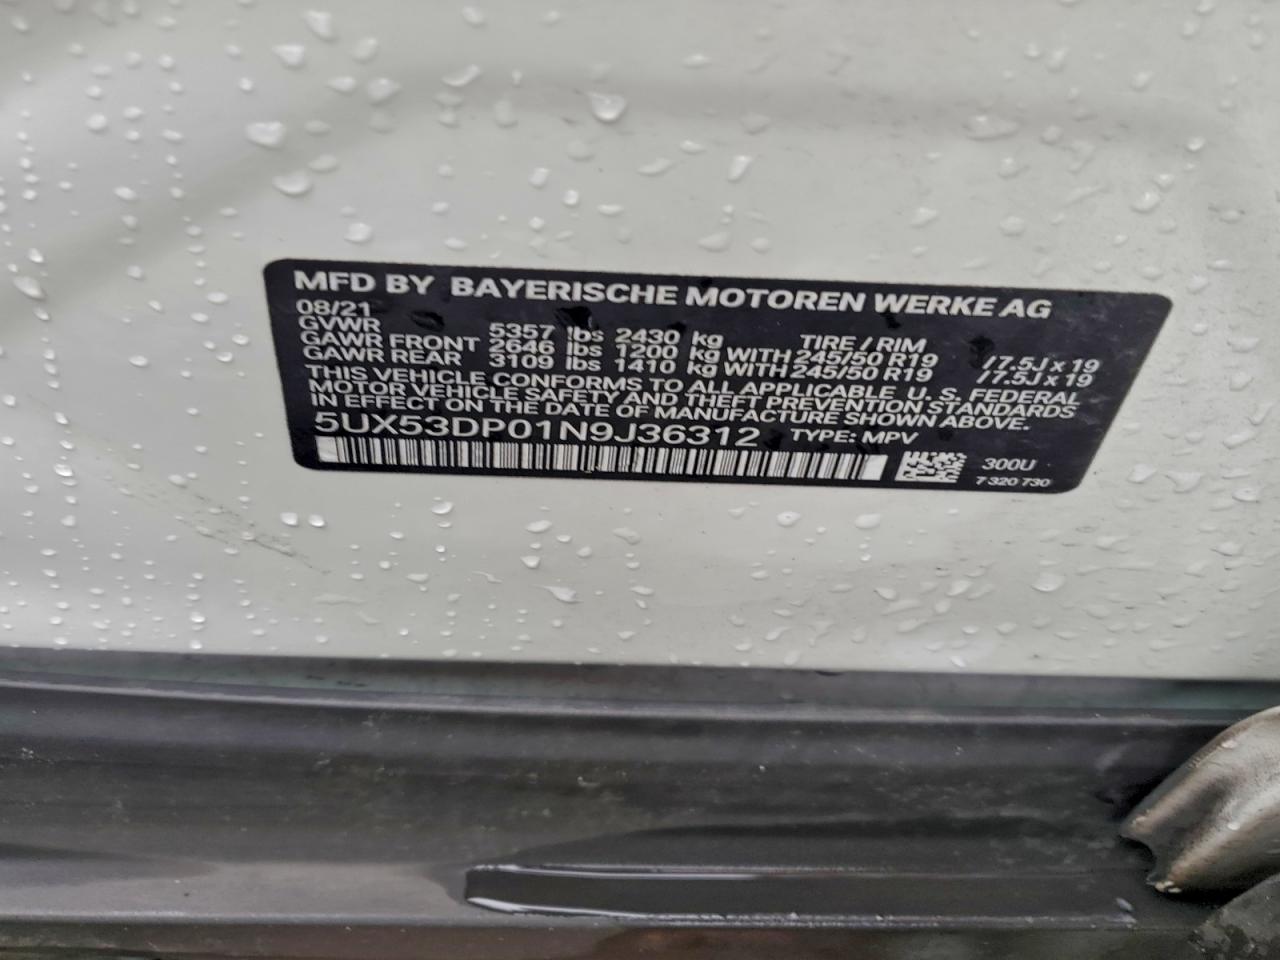 MFD BY BAYERISCHE MOTOREN WERKE AG
08/21
GVWR 5357 lbs 2430 kg TIRE / RIM
GAWR FRONT 2646 lbs 1200 kg WITH 245/50 R19 / 7.5J x 19
GAWR REAR 3109 lbs 1410 kg WITH 245/50 R19 / 7.5J x 19
THIS VEHICLE CONFORMS TO ALL APPLICABLE U. S. FEDERAL
MOTOR VEHICLE SAFETY AND THEFT PREVENTION STANDARDS
IN EFFECT ON THE DATE OF MANUFACTURE SHOWN ABOVE.
5UX53DP01N9J36312 TYPE: MPV
300U
7 320 730